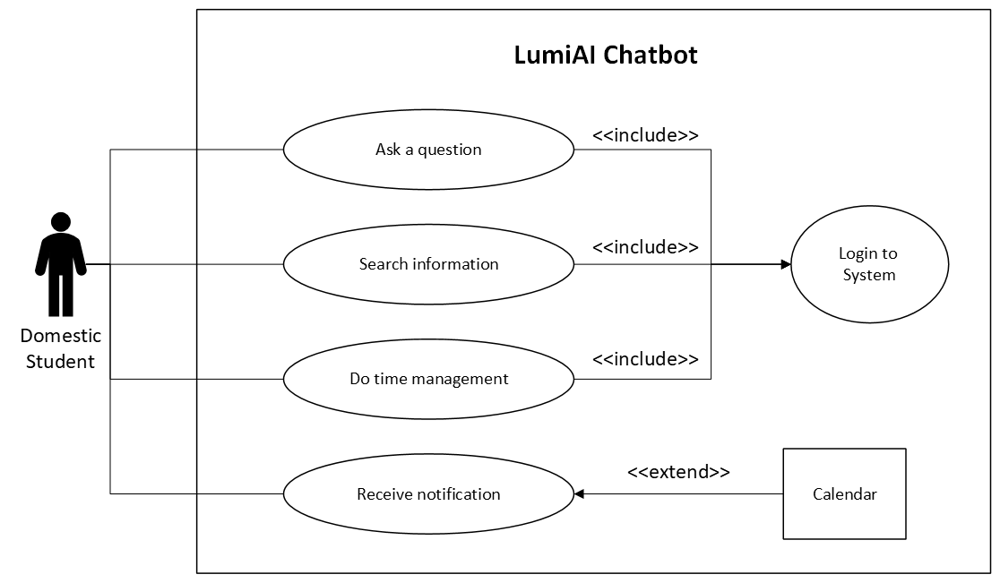 LumiAI Chatbot
Ask a question
<<include>>
Search information
<<include>>
Login to
System
Domestic
Student
Do time management
<<include>>
Receive notification
<<extend>>
Calendar